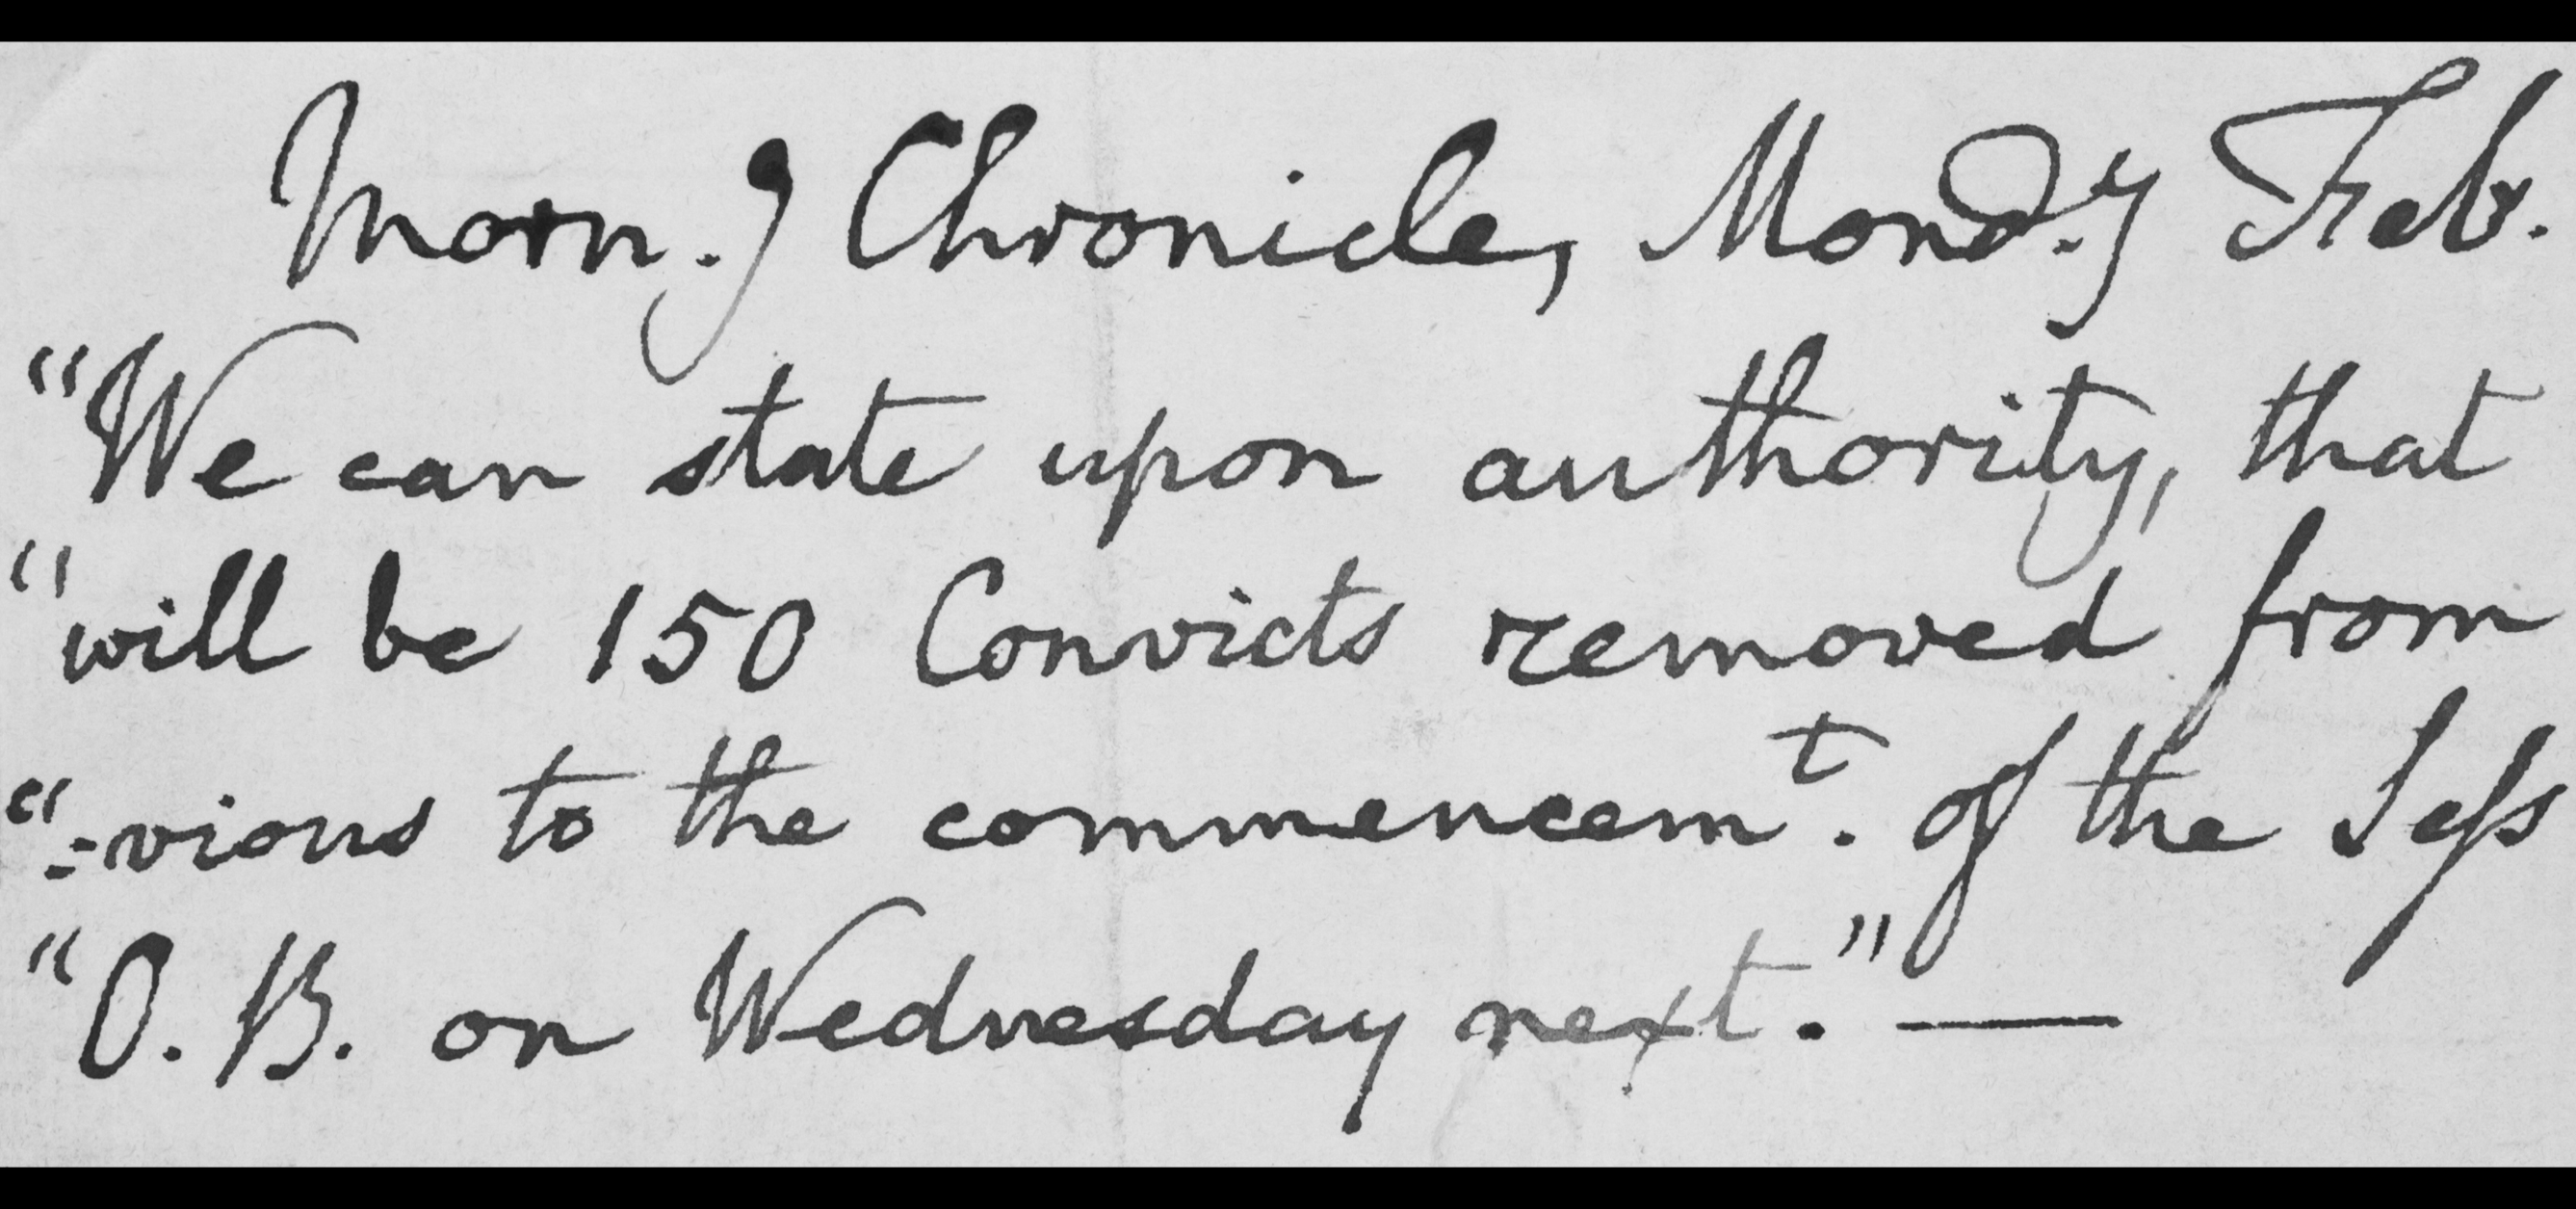 Morn.g Chronicle, Mond.y Feb.
"We can state upon authority, that
"will be 150 Convicts removed from
":vious to the commencemt. of the Sess
"O. B. on Wednesday next." —